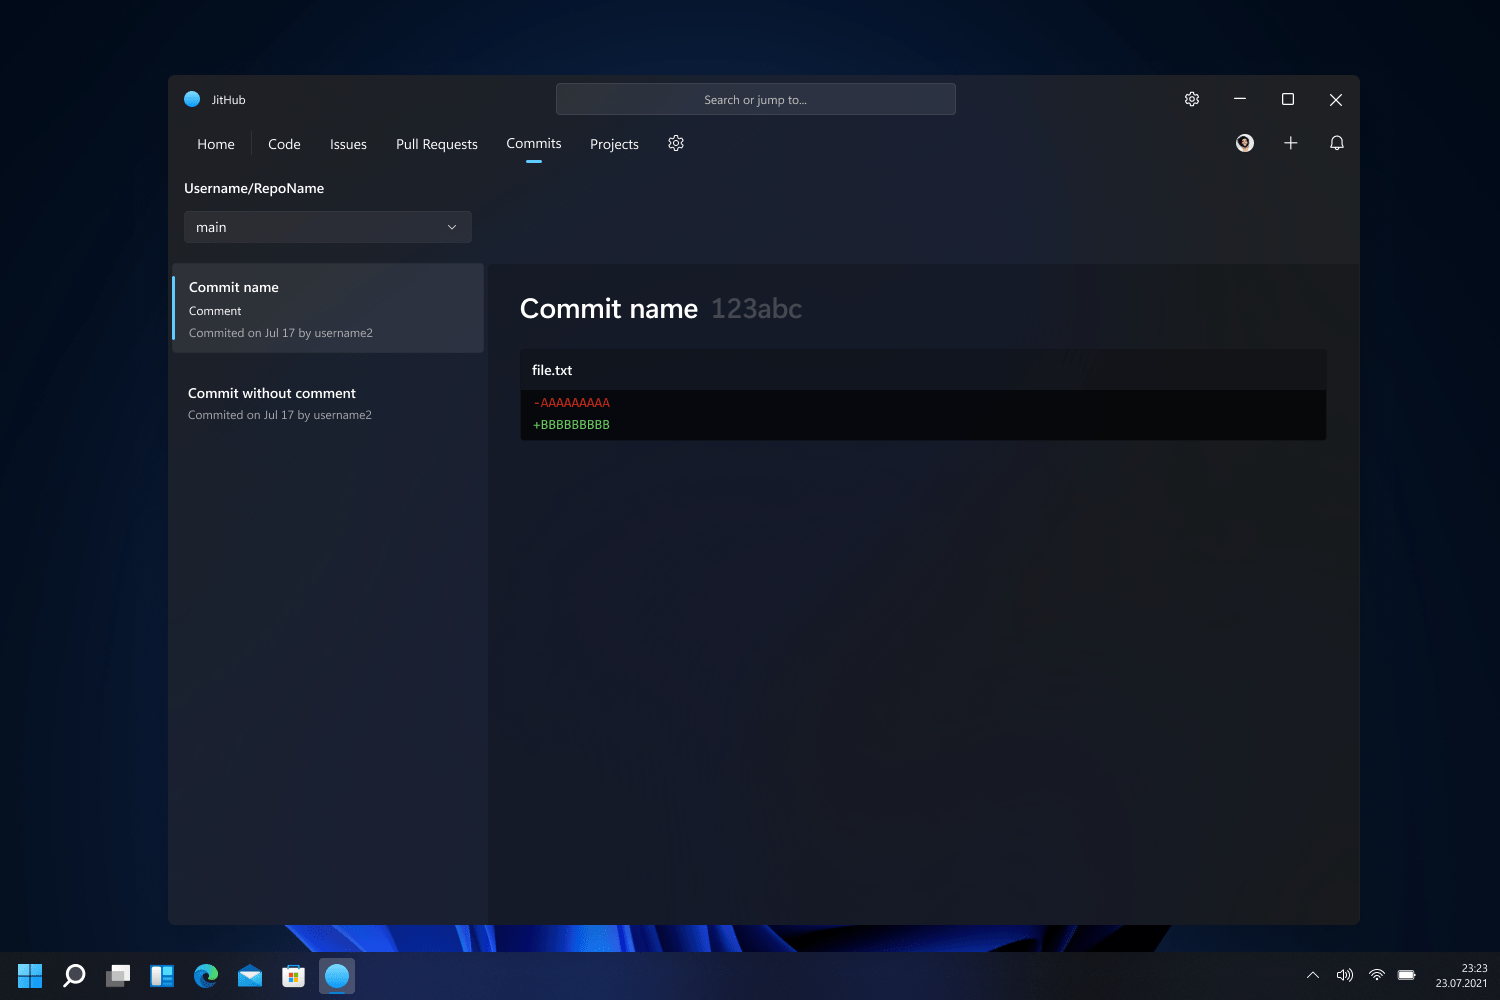 JitHub
Search or jump to...
Home
Code
Issues
Pull Requests
Commits
Projects
Username/RepoName
main
Commit name
Comment
Commited on Jul 17 by username2
Commit without comment
Commited on Jul 17 by username2
Commit name 123abc
file.txt
-AAAAAAAAA
+BBBBBBBBB
23:23
23.07.2021